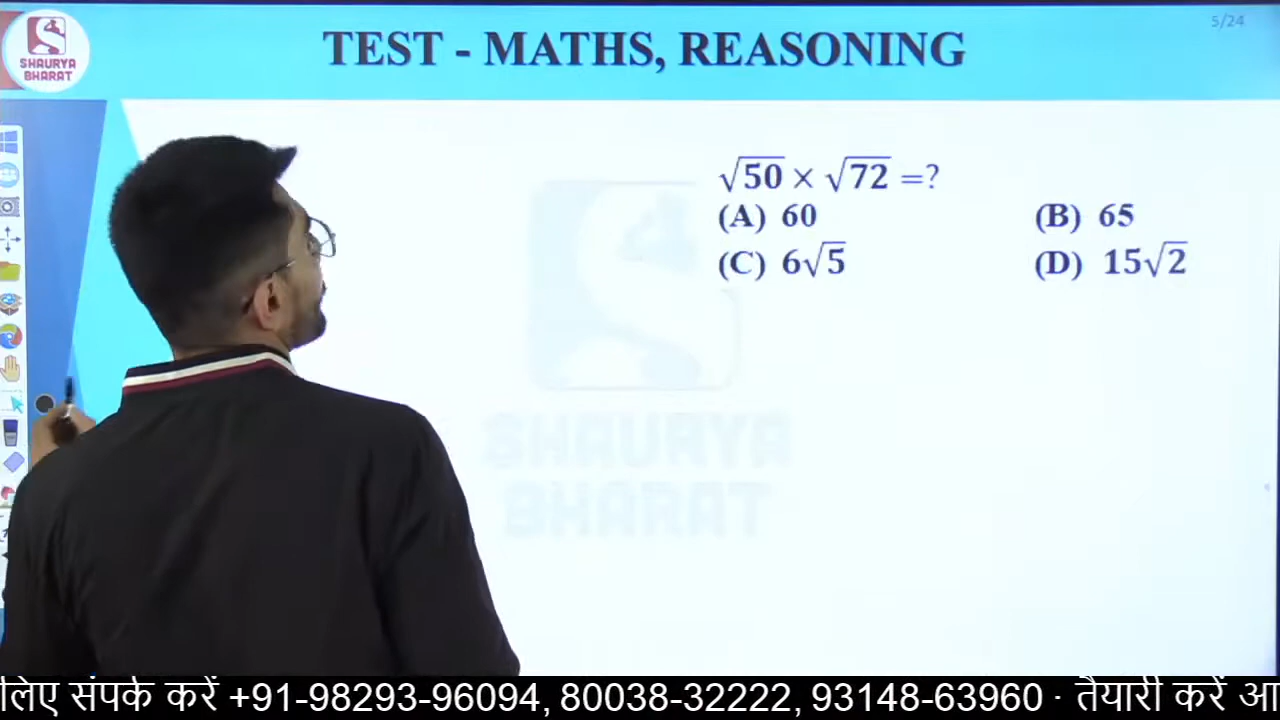 5/24
SHAURYA
BHARAT
TEST - MATHS, REASONING
√50 × √72 =?
(A) 60 (B) 65
(C) 6√5 (D) 15√2
SHAURYA
BHARAT
लिए संपर्क करें +91-98293-96094, 80038-32222, 93148-63960 · तैयारी करें आ